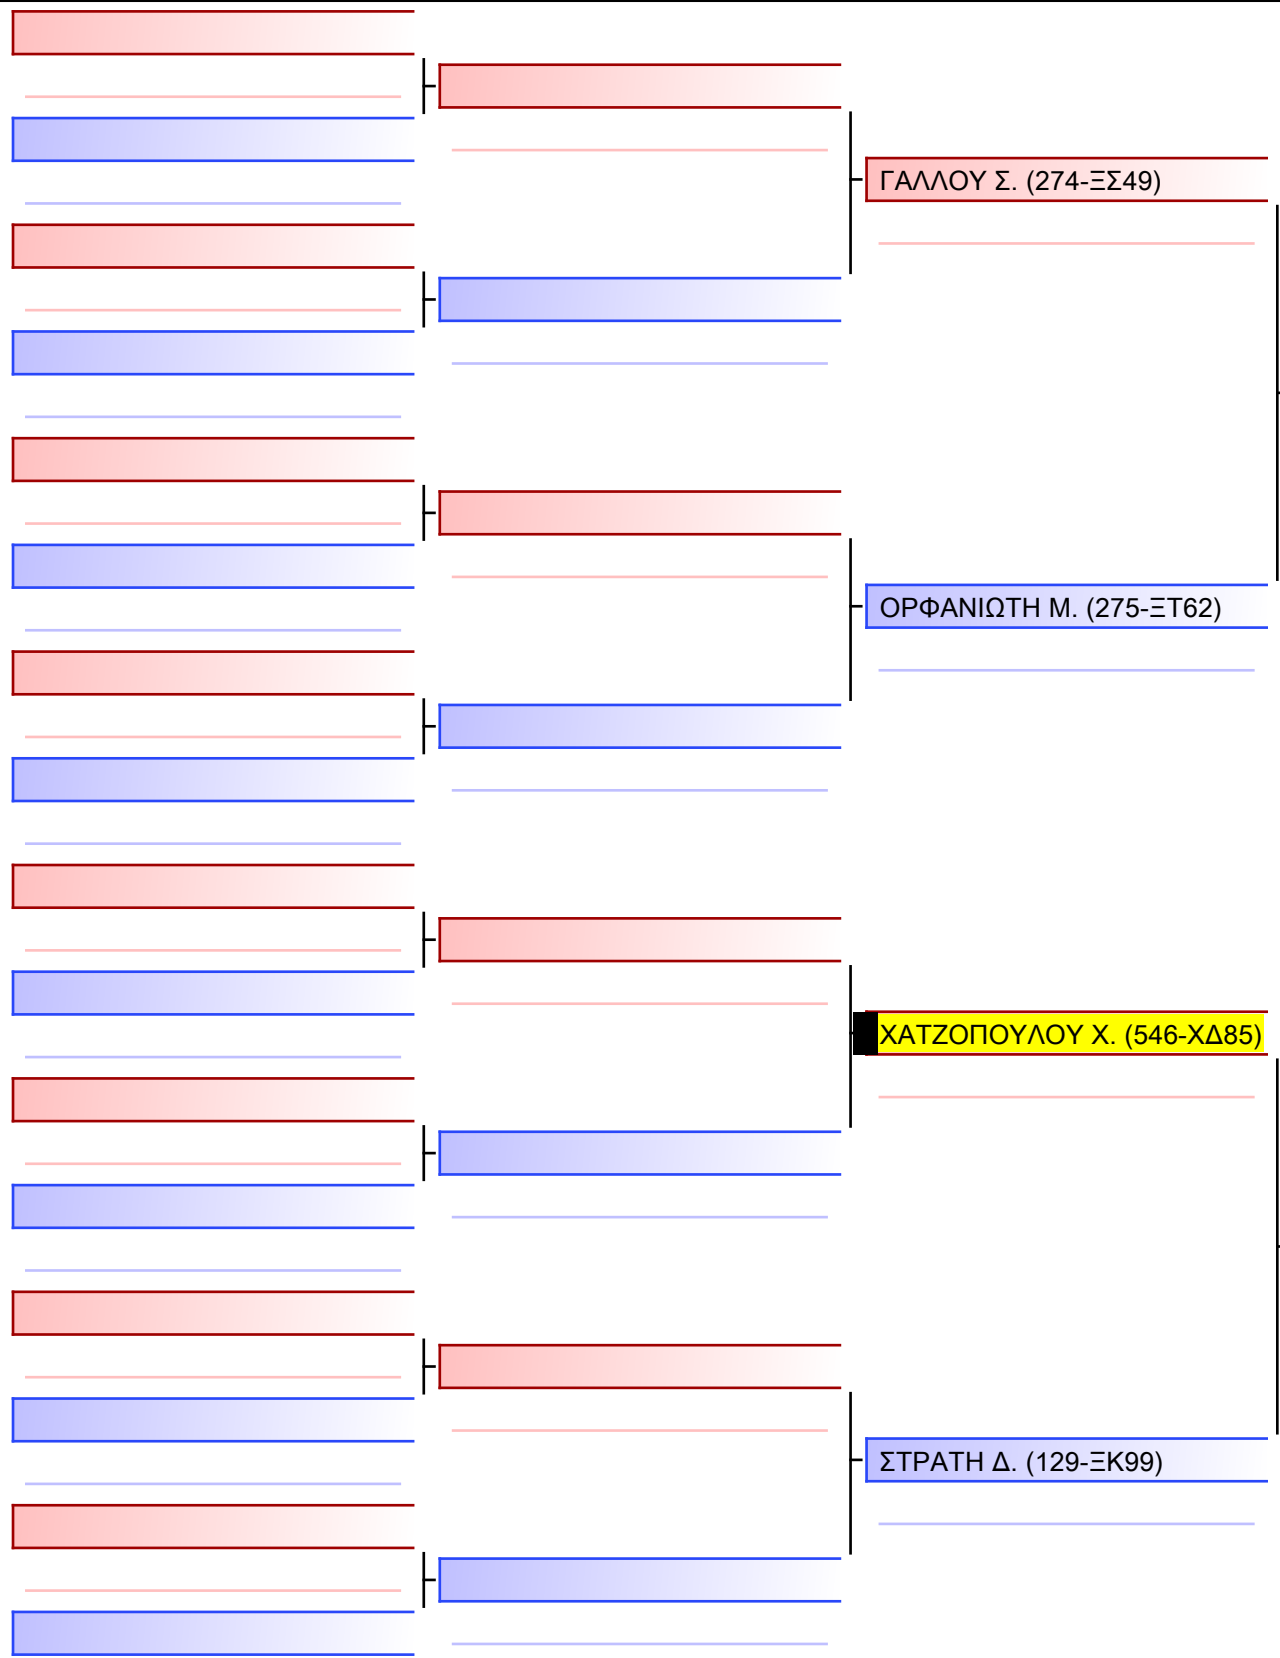 ΓΑΛΛΟΥ Σ. (274-ΞΣ49)
ΟΡΦΑΝΙΩΤΗ Μ. (275-ΞΤ62)
ΧΑΤΖΟΠΟΥΛΟΥ Χ. (546-ΧΔ85)
ΣΤΡΑΤΗ Δ. (129-ΞΚ99)